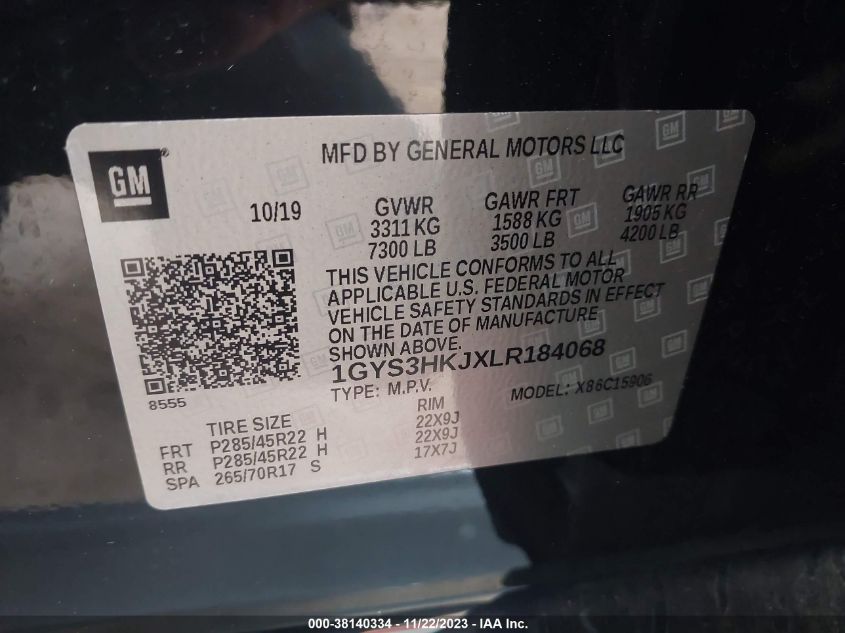 GM ®
MFD BY GENERAL MOTORS LLC
10/19
GVWR GAWR FRT GAWR RR
3311 KG 1588 KG 1905 KG
7300 LB 3500 LB 4200 LB
THIS VEHICLE CONFORMS TO ALL
APPLICABLE U.S. FEDERAL MOTOR
VEHICLE SAFETY STANDARDS IN EFFECT
ON THE DATE OF MANUFACTURE
SHOWN ABOVE.
1GYS3HKJXLR184068
TYPE: M.P.V. MODEL: X86C15906
8555
TIRE SIZE RIM
FRT P285/45R22 H 22X9J
RR P285/45R22 H 22X9J
SPA 265/70R17 S 17X7J
000-38140334 - 11/22/2023 - IAAI, Inc.